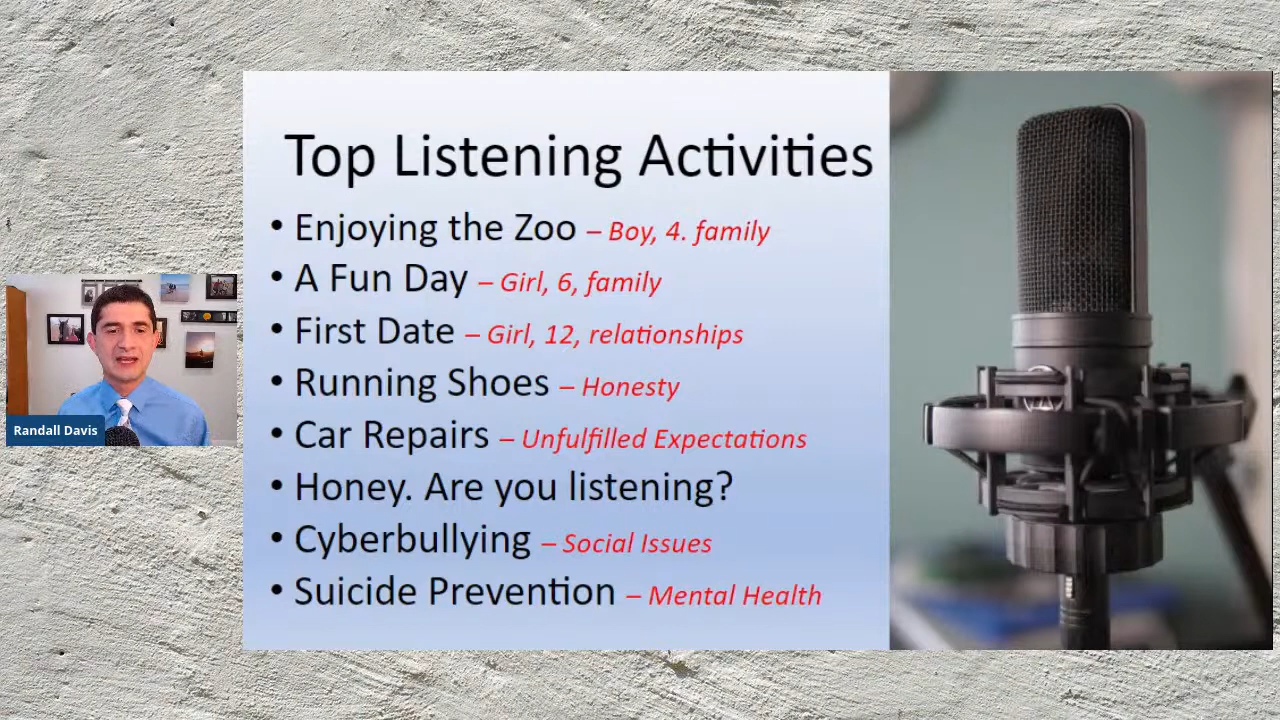 Top Listening Activities
• Enjoying the Zoo – Boy, 4. family
• A Fun Day – Girl, 6, family
• First Date – Girl, 12, relationships
• Running Shoes – Honesty
• Car Repairs – Unfulfilled Expectations
• Honey. Are you listening?
• Cyberbullying – Social Issues
• Suicide Prevention – Mental Health
Randall Davis